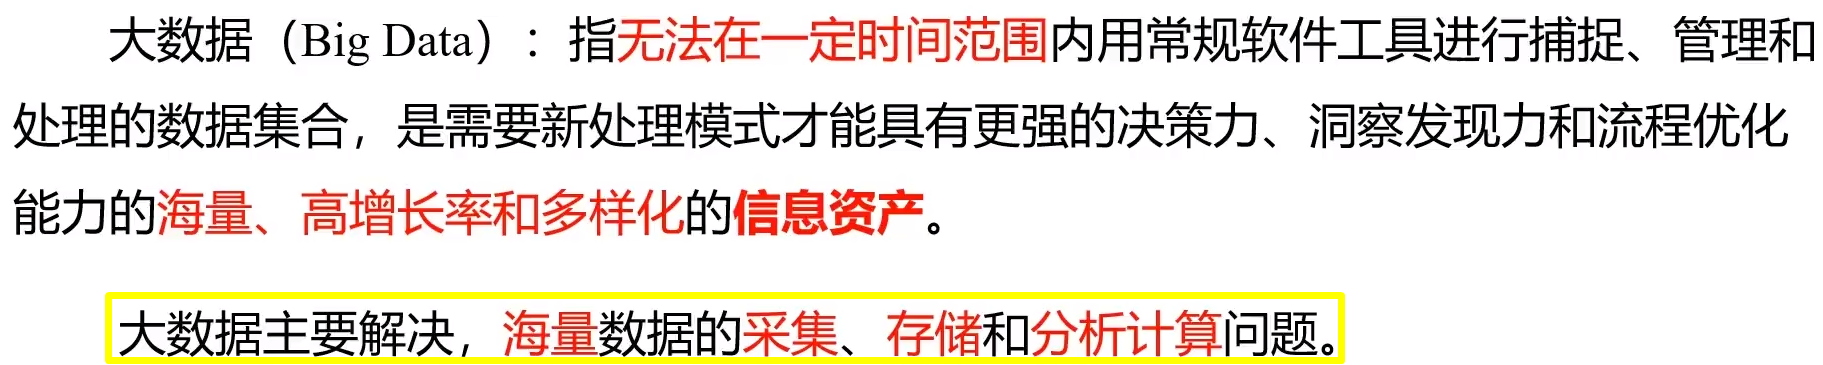 大数据（Big Data）：指无法在一定时间范围内用常规软件工具进行捕捉、管理和
处理的数据集合，是需要新处理模式才能具有更强的决策力、洞察发现力和流程优化
能力的海量、高增长率和多样化的信息资产。
大数据主要解决，海量数据的采集、存储和分析计算问题。